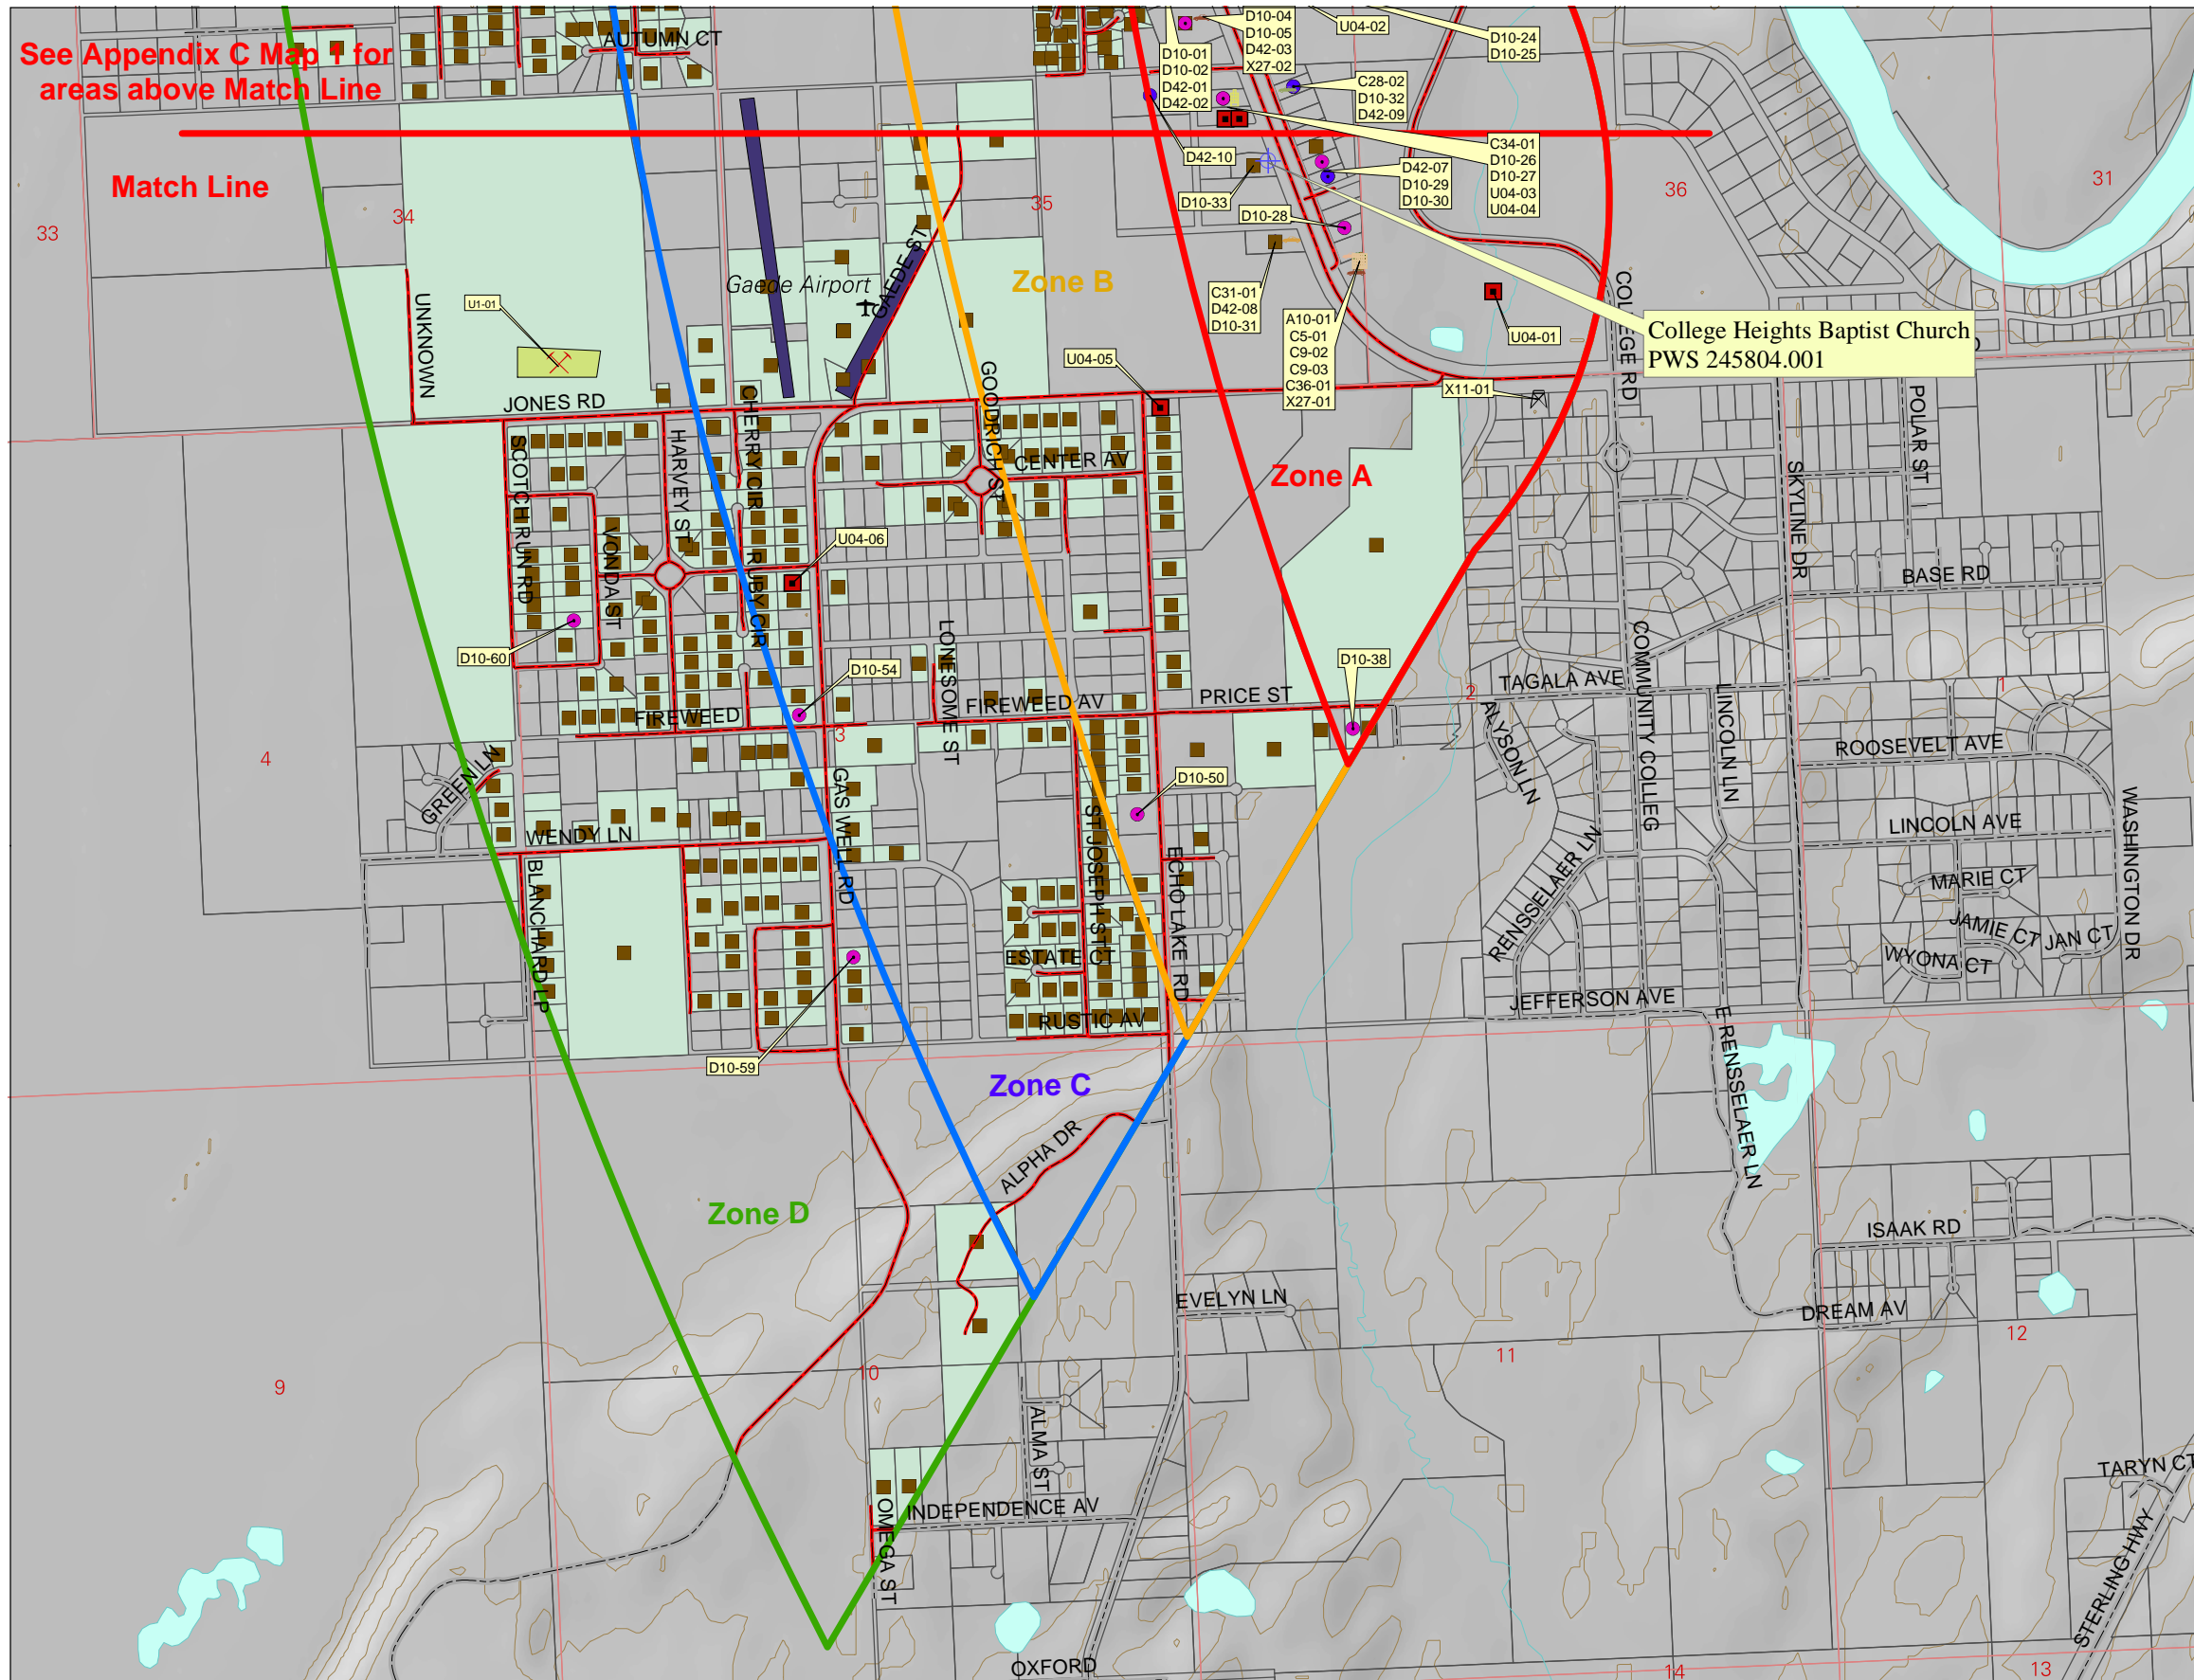 See Appendix C Map 1 for
areas above Match Line
Match Line
AUTUMN CT
D10-01
D10-02
D42-01
D42-02
D10-04
D10-05
D42-03
X27-02
U04-02
D10-24
D10-25
C28-02
D10-32
D42-09
D42-10
D10-33
D10-28
D42-07
D10-29
D10-30
C34-01
D10-26
D10-27
U04-03
U04-04
33
34
35
36
31
Gaede Airport
GAEDE ST
Zone B
C31-01
D42-08
D10-31
A10-01
C5-01
C9-02
C9-03
C36-01
X27-01
U04-01
College Heights Baptist Church
PWS 245804.001
COLLEGE RD
U1-01
UNKNOWN
U04-05
X11-01
JONES RD
GOODRICH ST
CHERRY CIR
HARVEY ST
SCOTCH RUN RD
CENTER AV
Zone A
POLAR ST
SKYLINE DR
U04-06
VONDA ST
RUBY CIR
BASE RD
D10-60
D10-54
LONESOME ST
D10-38
COMMUNITY COLLEG
TAGALA AVE
LINCOLN LN
2
1
FIREWEED
FIREWEED AV
PRICE ST
3
4
ALYSON LN
ROOSEVELT AVE
GREEN LN
GAS WELL RD
D10-50
ST JOSEPH ST
ECHO LAKE RD
WENDY LN
BLANCHARD LP
RENSSELAER LN
LINCOLN AVE
WASHINGTON DR
MARIE CT
JAMIE CT
JAN CT
WYONA CT
ESTATE CT
RUSTIC AV
JEFFERSON AVE
E RENSSELAER LN
D10-59
Zone C
ALPHA DR
Zone D
ISAAK RD
EVELYN LN
DREAM AV
9
10
11
12
ALMA ST
INDEPENDENCE AV
OMEGA ST
TARYN CT
STERLING HWY
OXFORD
14
13